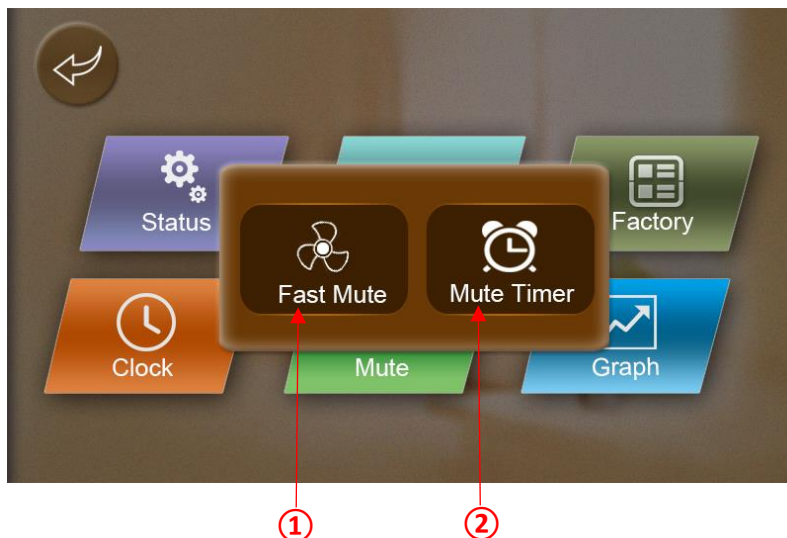 Status
Factory
Fast Mute
Mute Timer
Clock
Mute
Graph
① ②